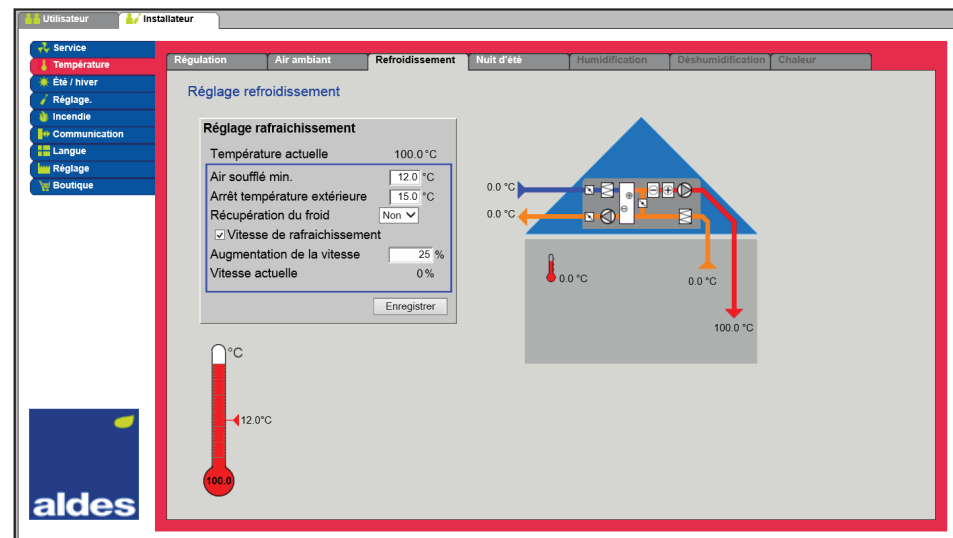 Utilisateur
Installateur
Service
Température
Été / hiver
Réglage.
Incendie
Communication
Langue
Réglage
Boutique
Régulation
Air ambiant
Refroidissement
Nuit d'été
Humidification
Déshumidification
Chaleur
Réglage refroidissement
Réglage rafraichissement
Température actuelle 100.0°C
Air soufflé min. 12.0 °C
Arrêt température extérieure 15.0 °C
Récupération du froid Non
Vitesse de rafraichissement
Augmentation de la vitesse 25 %
Vitesse actuelle 0%
Enregistrer
0.0 °C
0.0 °C
0.0 °C
0.0 °C
100.0 °C
°C
12.0°C
100.0
aldes